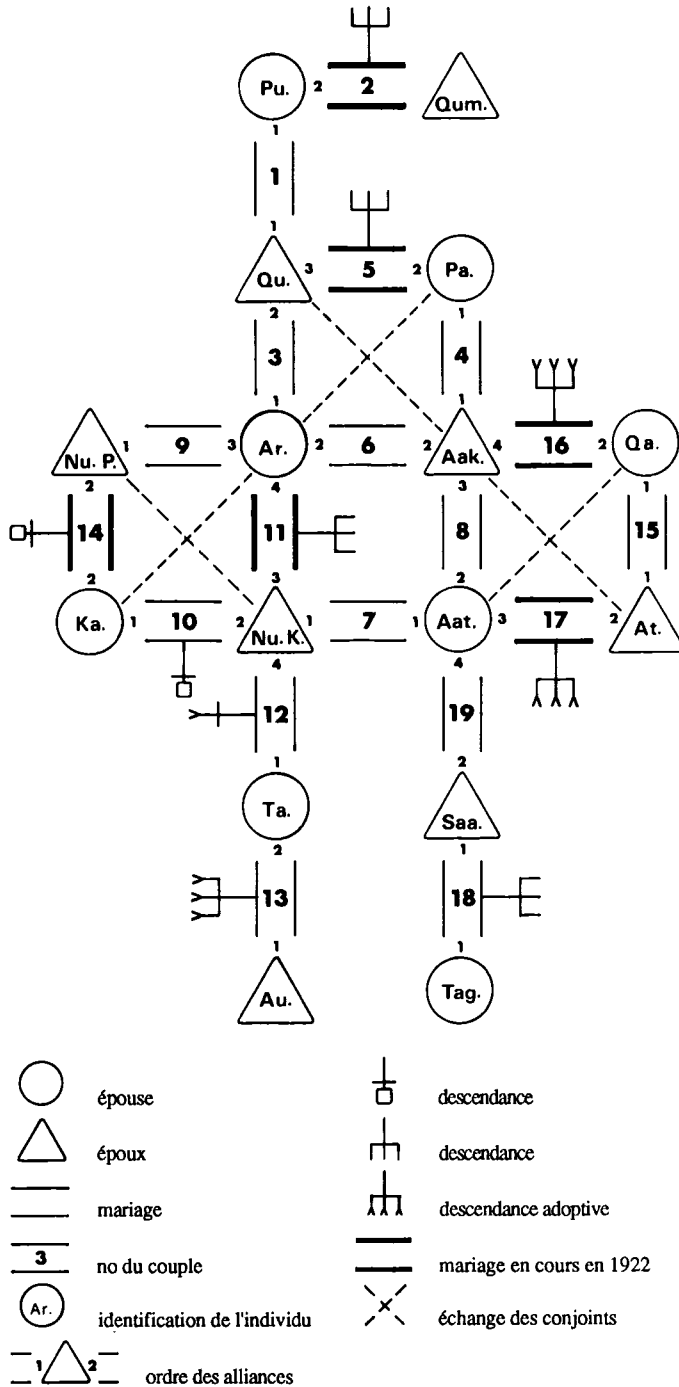 Pu. 2 2 Qum.
1
1
1
Qu. 3 5 2 Pa.
2 1
3 4
1 1
Nu. P. 1 9 3 Ar. 2 6 2 Aak. 4 16 2 Qa.
2 4 3 1
14 11 8 15
2 3 2 1
Ka. 1 10 2 Nu. K. 1 7 1 Aat. 3 17 2 At.
4 4
12 19
1 2
Ta. Saa.
2 1
13 18
1 1
Au. Tag.
épouse descendance
époux descendance
mariage descendance adoptive
3 no du couple mariage en cours en 1922
Ar. identification de l'individu échange des conjoints
1 2 ordre des alliances